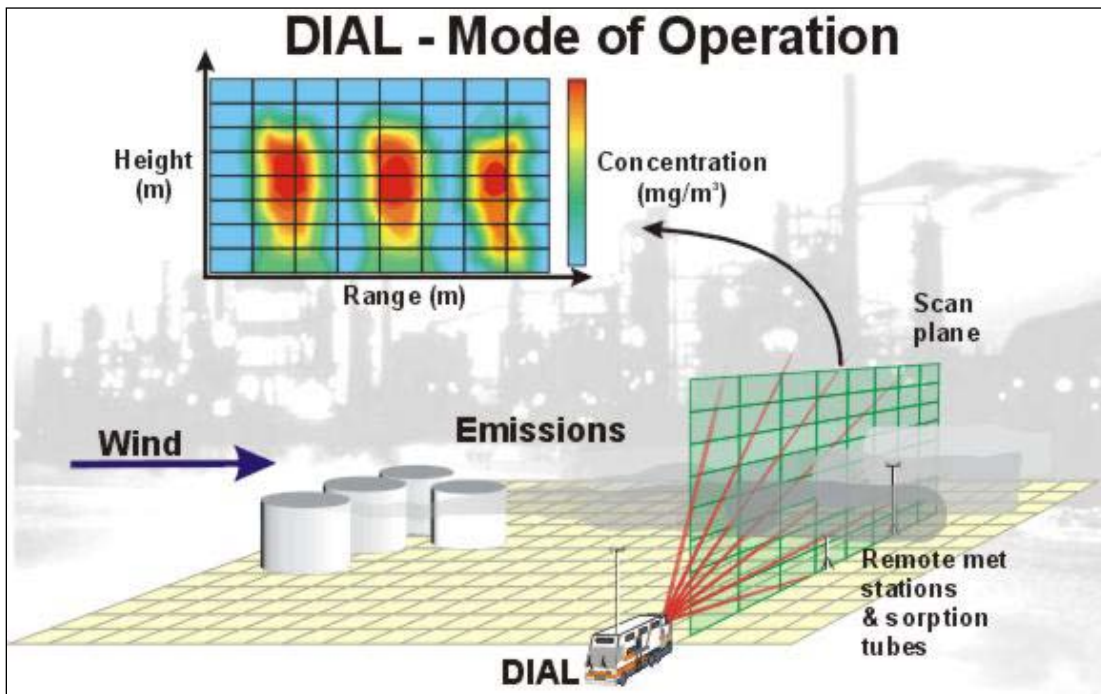 DIAL - Mode of Operation
Height
(m)
Concentration
(mg/m³)
Range (m)
Scan
plane
Wind
Emissions
Remote met
stations
& sorption
tubes
DIAL